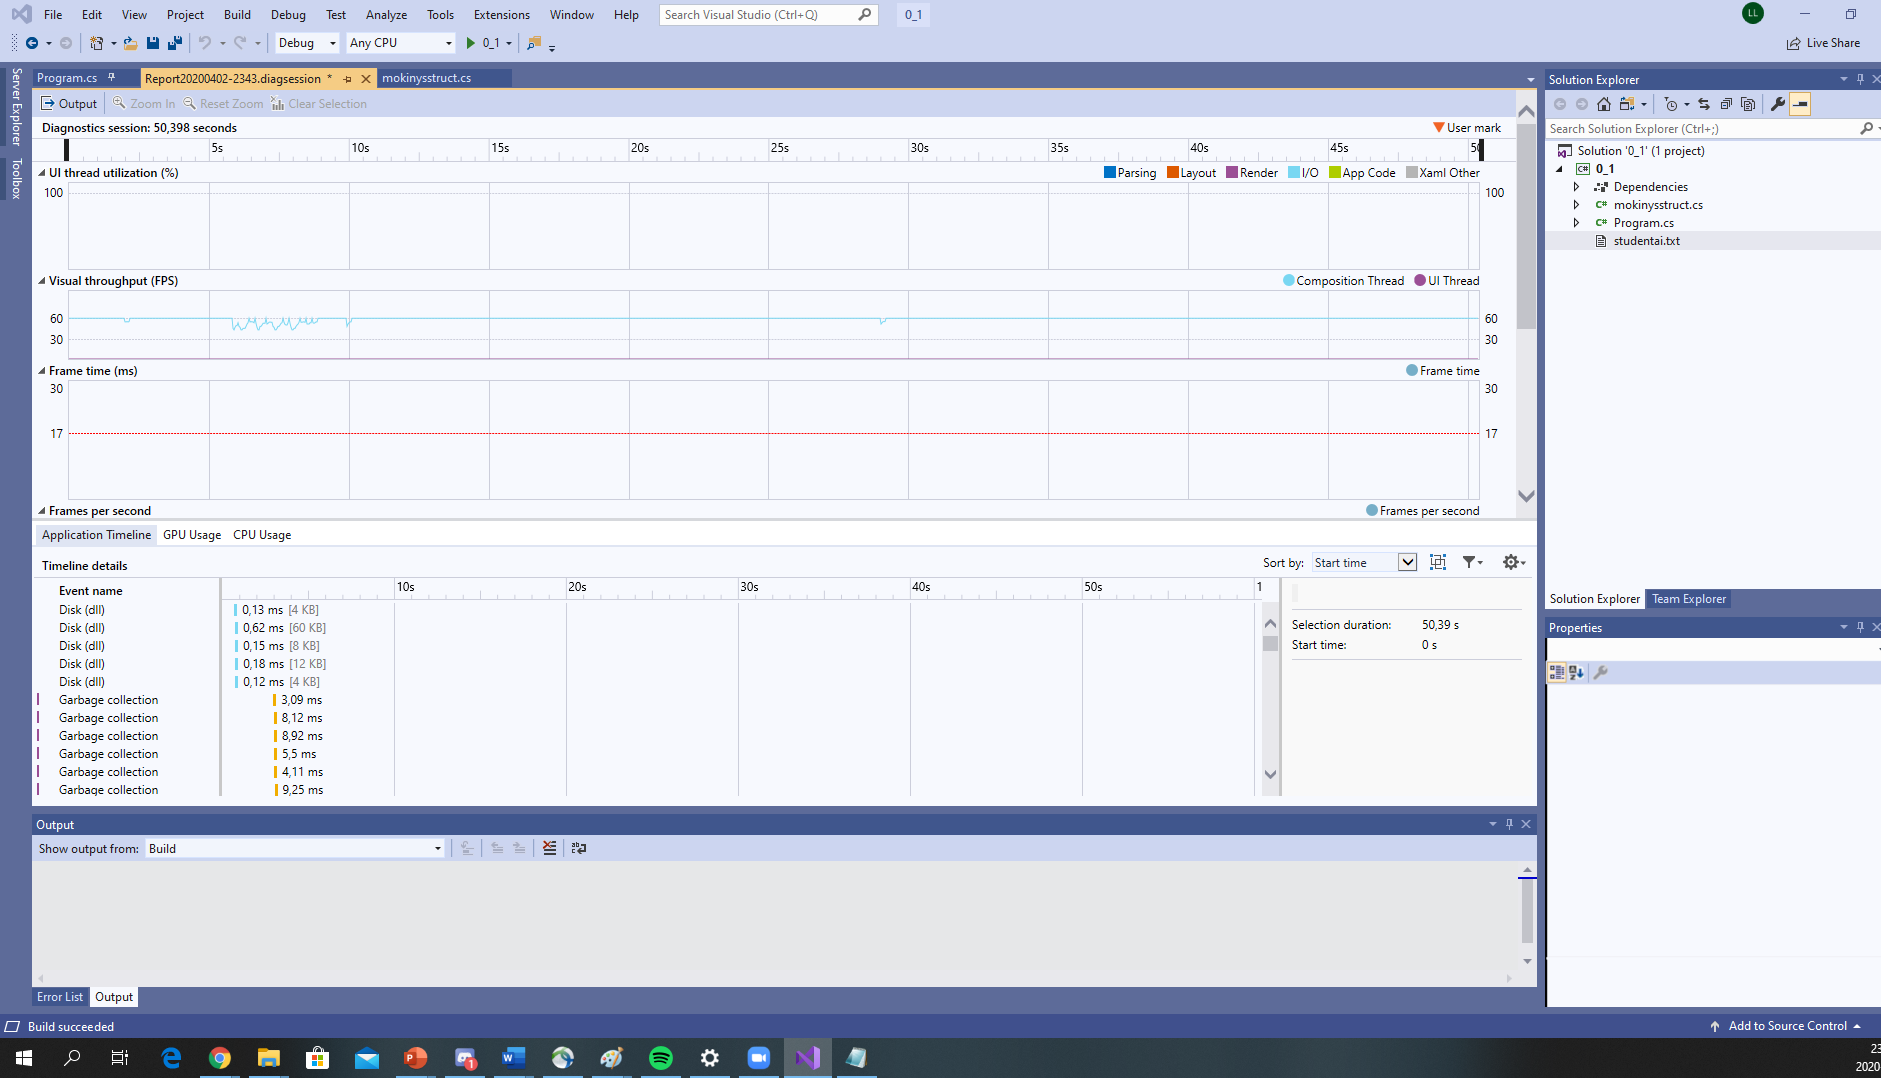 File Edit View Project Build Debug Test Analyze Tools Extensions Window Help Search Visual Studio (Ctrl+Q) 0_1 LL
Debug Any CPU 0_1 Live Share
Server Explorer
Toolbox
Program.cs Report20200402-2343.diagsession * mokinysstruct.cs
Output Zoom In Reset Zoom Clear Selection
Diagnostics session: 50,398 seconds User mark
5s 10s 15s 20s 25s 30s 35s 40s 45s 50
UI thread utilization (%) Parsing Layout Render I/O App Code Xaml Other
100 100
Visual throughput (FPS) Composition Thread UI Thread
60 60
30 30
Frame time (ms) Frame time
30 30
17 17
Frames per second Frames per second
Application Timeline GPU Usage CPU Usage
Timeline details Sort by: Start time
Event name 10s 20s 30s 40s 50s 1
Disk (dll) 0,13 ms [4 KB]
Disk (dll) 0,62 ms [60 KB]
Disk (dll) 0,15 ms [8 KB]
Disk (dll) 0,18 ms [12 KB]
Disk (dll) 0,12 ms [4 KB]
Garbage collection 3,09 ms
Garbage collection 8,12 ms
Garbage collection 8,92 ms
Garbage collection 5,5 ms
Garbage collection 4,11 ms
Garbage collection 9,25 ms
Selection duration: 50,39 s
Start time: 0 s
Output
Show output from: Build
Error List Output
Solution Explorer
Search Solution Explorer (Ctrl+;)
Solution '0_1' (1 project)
C# 0_1
Dependencies
C# mokinysstruct.cs
C# Program.cs
studentai.txt
Solution Explorer Team Explorer
Properties
Build succeeded Add to Source Control
1
23
2020